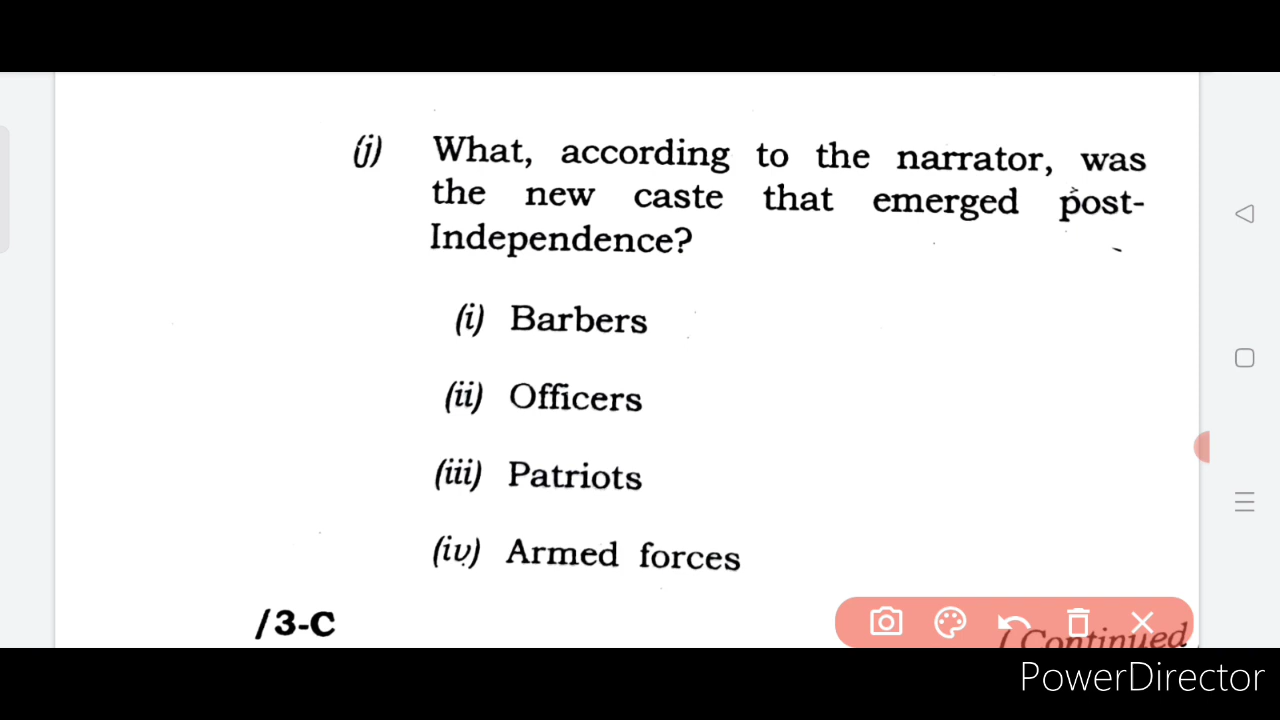 (j) What, according to the narrator, was
the new caste that emerged post-
Independence?
(i) Barbers
(ii) Officers
(iii) Patriots
(iv) Armed forces
/3-C
( Continued
PowerDirector